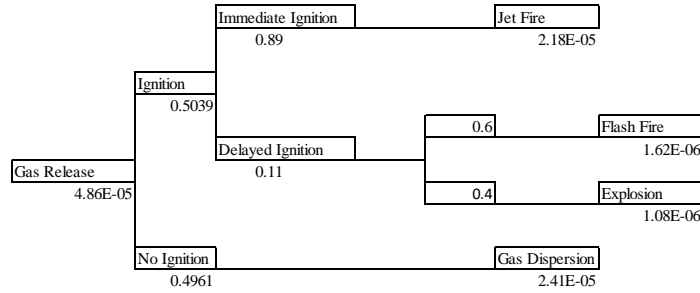 Immediate Ignition Jet Fire
0.89 2.18E-05
Ignition
0.5039
0.6 Flash Fire
Delayed Ignition 1.62E-06
Gas Release 0.11
4.86E-05 0.4 Explosion
1.08E-06
No Ignition Gas Dispersion
0.4961 2.41E-05